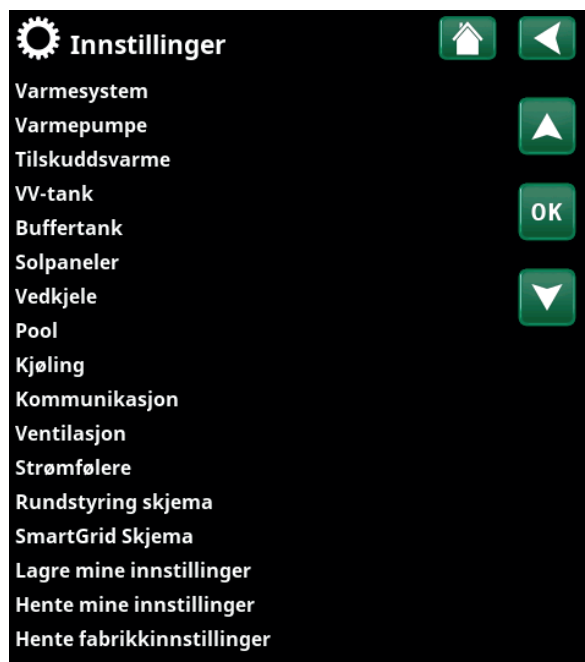 Innstillinger
Varmesystem
Varmepumpe
Tilskuddsvarme
VV-tank
Buffertank
OK
Solpaneler
Vedkjele
Pool
Kjøling
Kommunikasjon
Ventilasjon
Strømfølere
Rundstyring skjema
SmartGrid Skjema
Lagre mine innstillinger
Hente mine innstillinger
Hente fabrikkinnstillinger